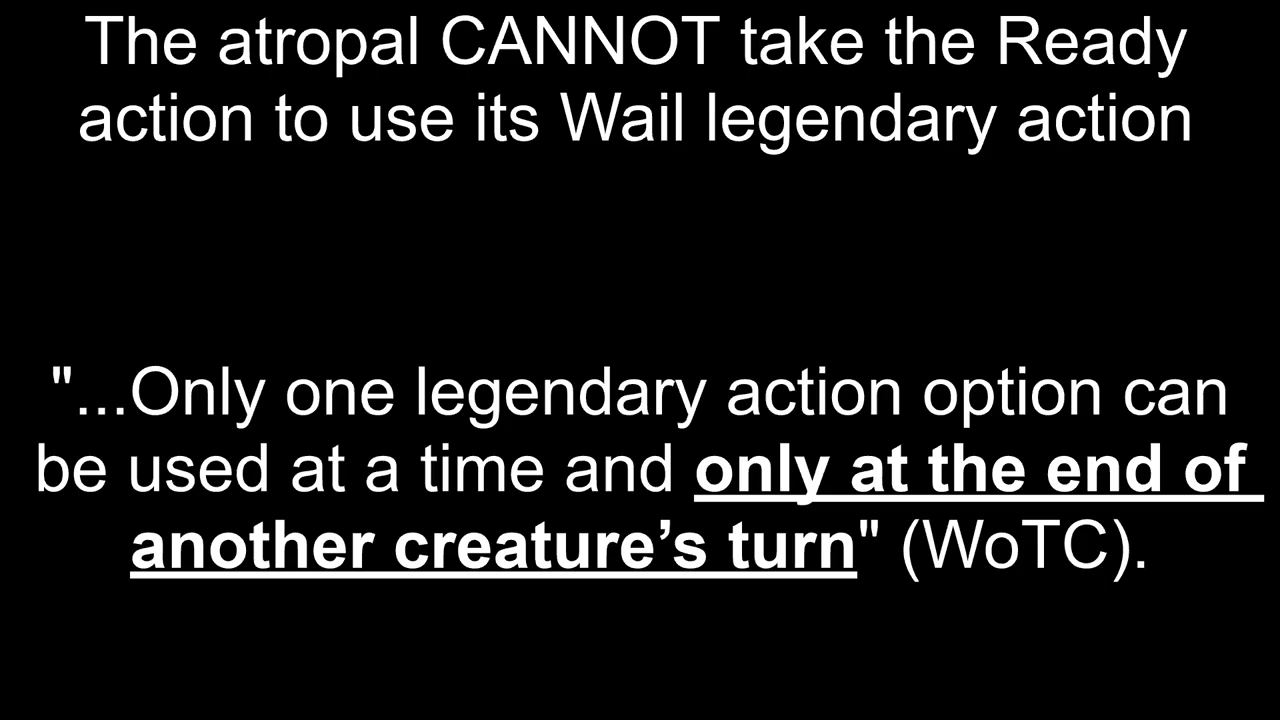 The atropal CANNOT take the Ready
action to use its Wail legendary action
"...Only one legendary action option can
be used at a time and only at the end of
another creature’s turn" (WoTC).